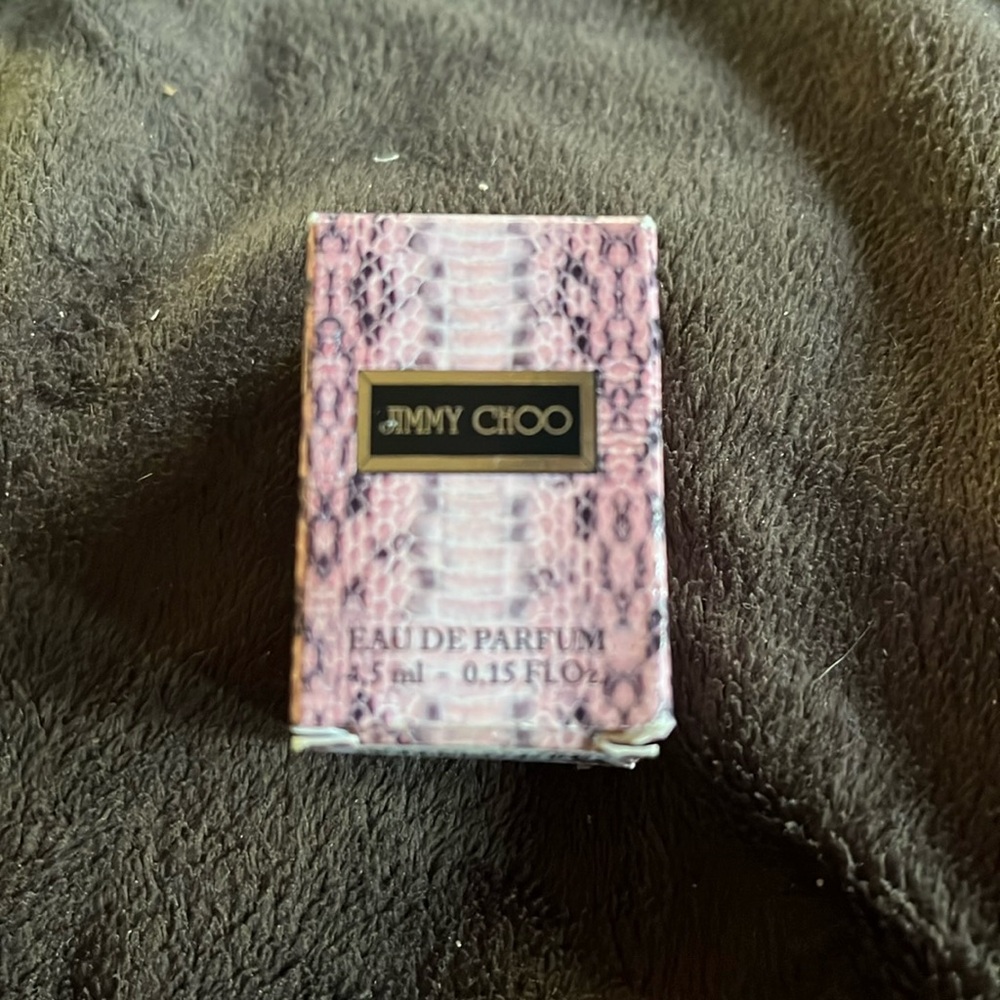 JIMMY CHOO
EAU DE PARFUM
4.5 ml - 0.15 FL.Oz.